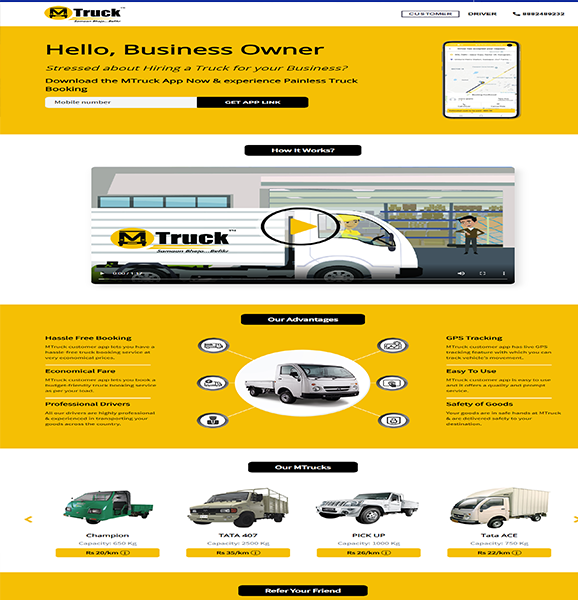 M Truck™
Samaan Bhejo...Befikr
CUSTOMER
DRIVER
8882489232
Hello, Business Owner
Stressed about Hiring a Truck for your Business?
Download the MTruck App Now & experience Painless Truck
Booking
Mobile number
GET APP LINK
How It Works?
M Truck™
Samaan Bhejo...Befikr
0:00 / 1:17
Our Advantages
Hassle Free Booking
MTruck customer app lets you have a
hassle-free truck booking service at
very economical prices.
Economical Fare
MTruck customer app lets you book a
budget-friendly truck booking service
as per your load.
Professional Drivers
All our drivers are highly professional
& experienced in transporting your
goods across the country.
GPS Tracking
MTruck customer app has live GPS
tracking feature with which you can
track vehicle's movement.
Easy To Use
MTruck customer app is easy to use
and it offers a quality and prompt
service.
Safety of Goods
Your goods are in safe hands at MTruck
& are delivered safely to your
destination.
Our MTrucks
Champion
Capacity: 650 Kg
Rs 20/km
TATA 407
Capacity: 2500 Kg
Rs 35/km
PICK UP
Capacity: 1000 Kg
Rs 26/km
Tata ACE
Capacity: 750 Kg
Rs 22/km
Refer Your Friend